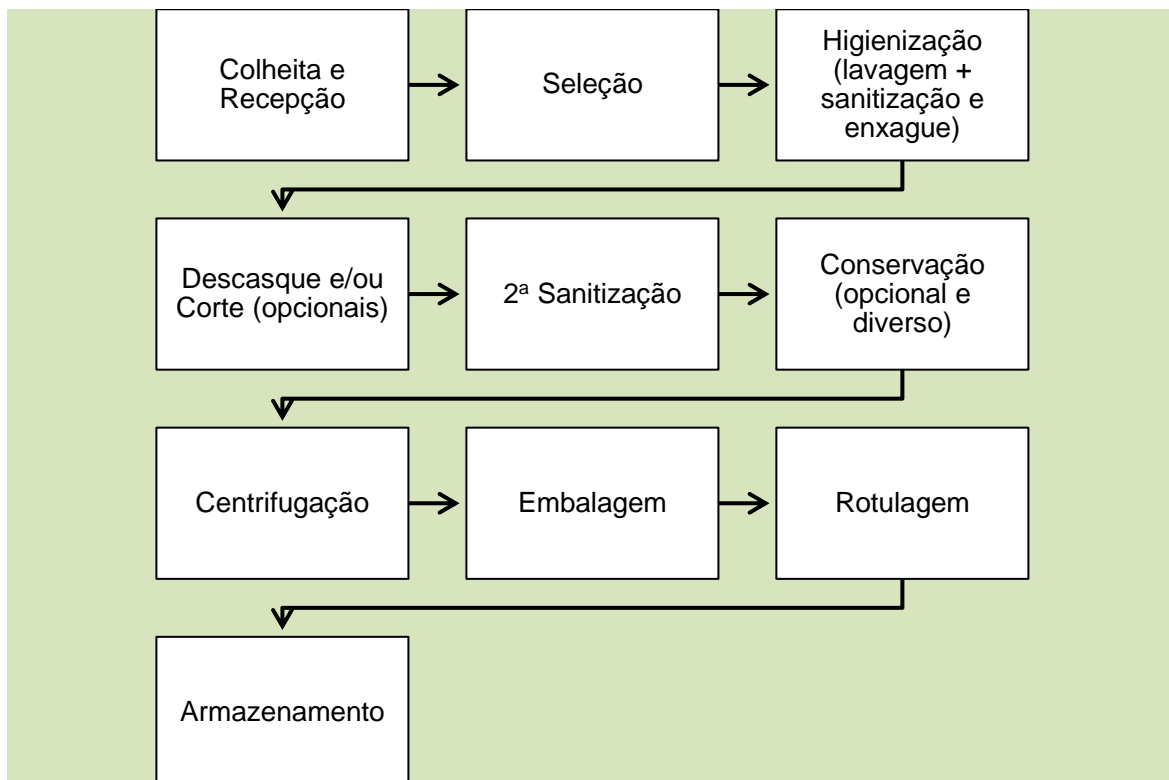 Colheita e
Recepção
Seleção
Higienização
(lavagem +
sanitização e
enxague)
Descasque e/ou
Corte (opcionais)
2ª Sanitização
Conservação
(opcional e
diverso)
Centrifugação
Embalagem
Rotulagem
Armazenamento